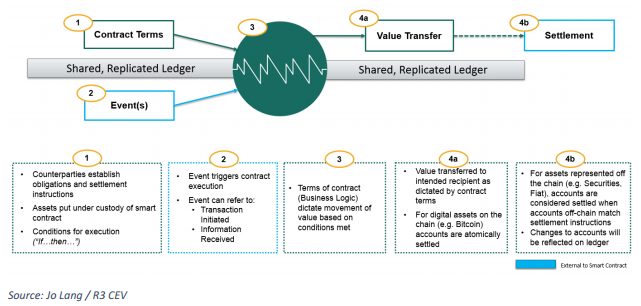 1
Contract Terms
3
4a
Value Transfer
4b
Settlement
Shared, Replicated Ledger
Shared, Replicated Ledger
2
Event(s)
1
• Counterparties establish
obligations and settlement
instructions
• Assets put under custody of smart
contract
• Conditions for execution
("If…then…")
2
• Event triggers contract
execution
• Event can refer to:
• Transaction
Initiated
• Information
Received
3
• Terms of contract
(Business Logic)
dictate movement of
value based on
conditions met
4a
• Value transferred to
intended recipient as
dictated by contract
terms
• For digital assets on the
chain (e.g. Bitcoin)
accounts are atomically
settled
4b
• For assets represented off
the chain (e.g. Securities,
Fiat), accounts are
considered settled when
accounts off-chain match
settlement instructions
• Changes to accounts will
be reflected on ledger
External to Smart Contract
Source: Jo Lang / R3 CEV